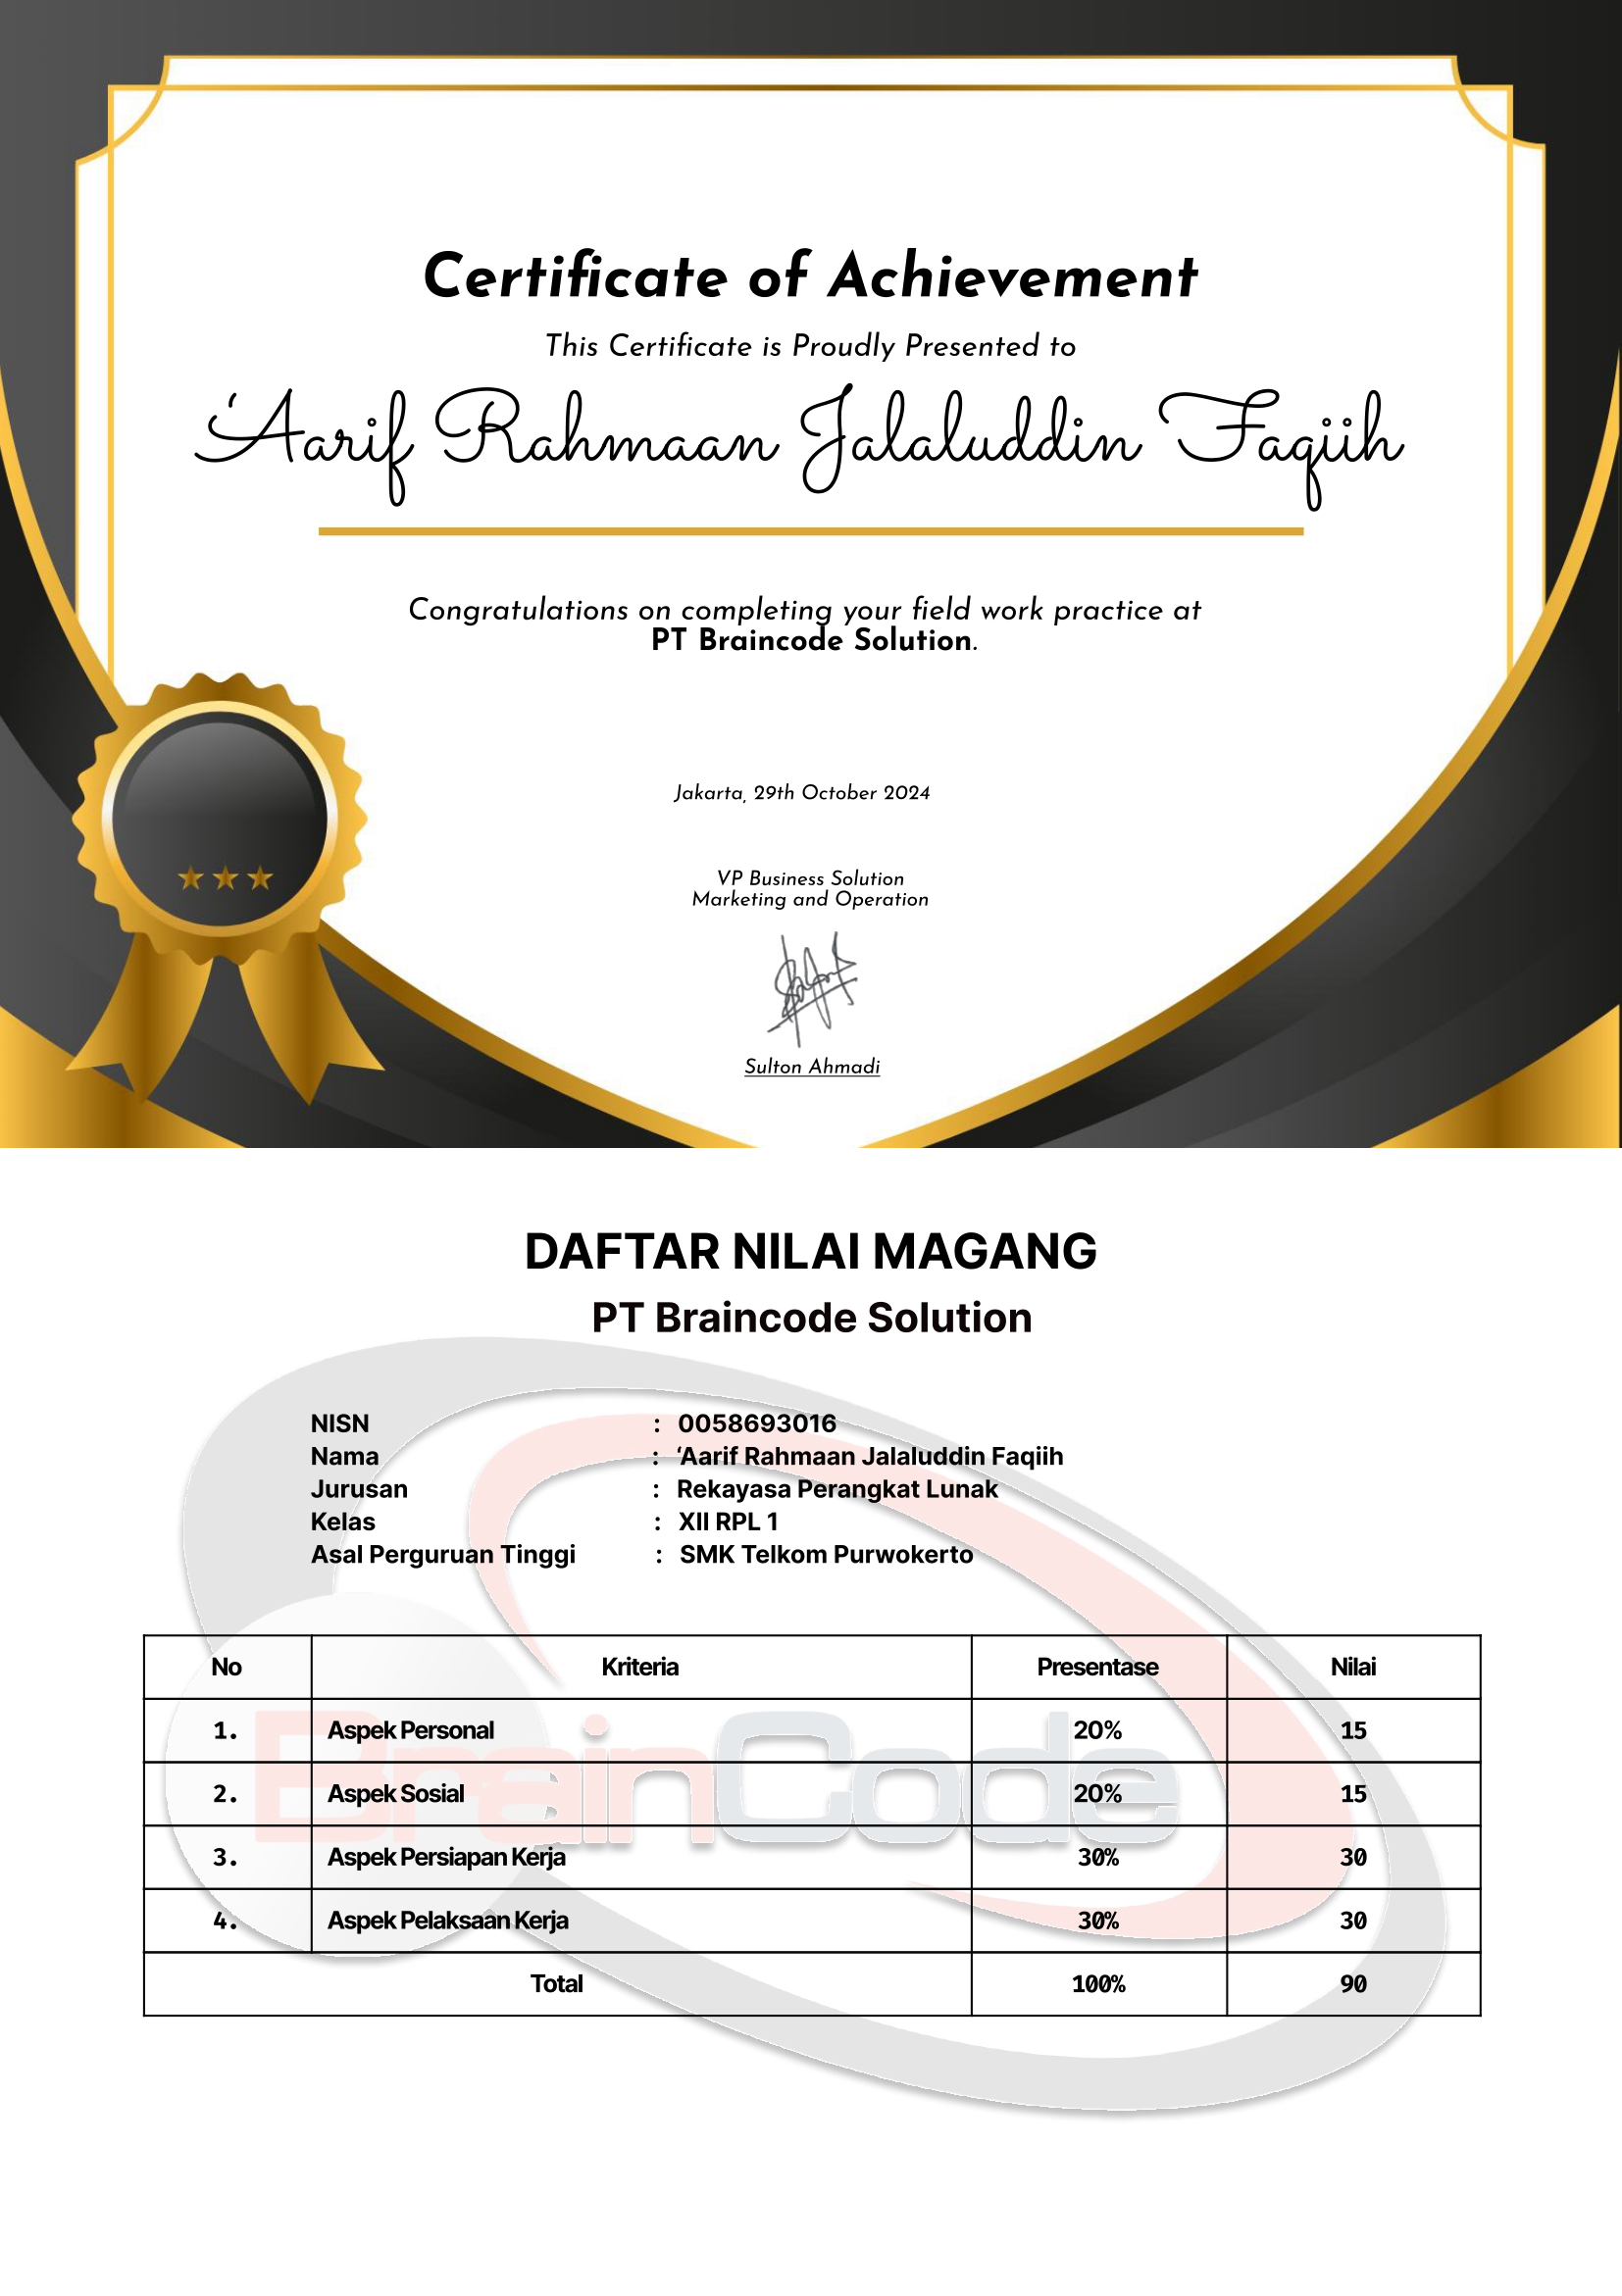 Certificate of Achievement
This Certificate is Proudly Presented to
‘Aarif Rahmaan Jalaluddin Faqiih
Congratulations on completing your field work practice at
PT Braincode Solution.
Jakarta, 29th October 2024
VP Business Solution
Marketing and Operation
Sulton Ahmadi
DAFTAR NILAI MAGANG
PT Braincode Solution
NISN : 0058693016
Nama : ‘Aarif Rahmaan Jalaluddin Faqiih
Jurusan : Rekayasa Perangkat Lunak
Kelas : XII RPL 1
Asal Perguruan Tinggi : SMK Telkom Purwokerto
No Kriteria Presentase Nilai
1. Aspek Personal 20% 15
2. Aspek Sosial 20% 15
3. Aspek Persiapan Kerja 30% 30
4. Aspek Pelaksaan Kerja 30% 30
Total 100% 90
BrainCode